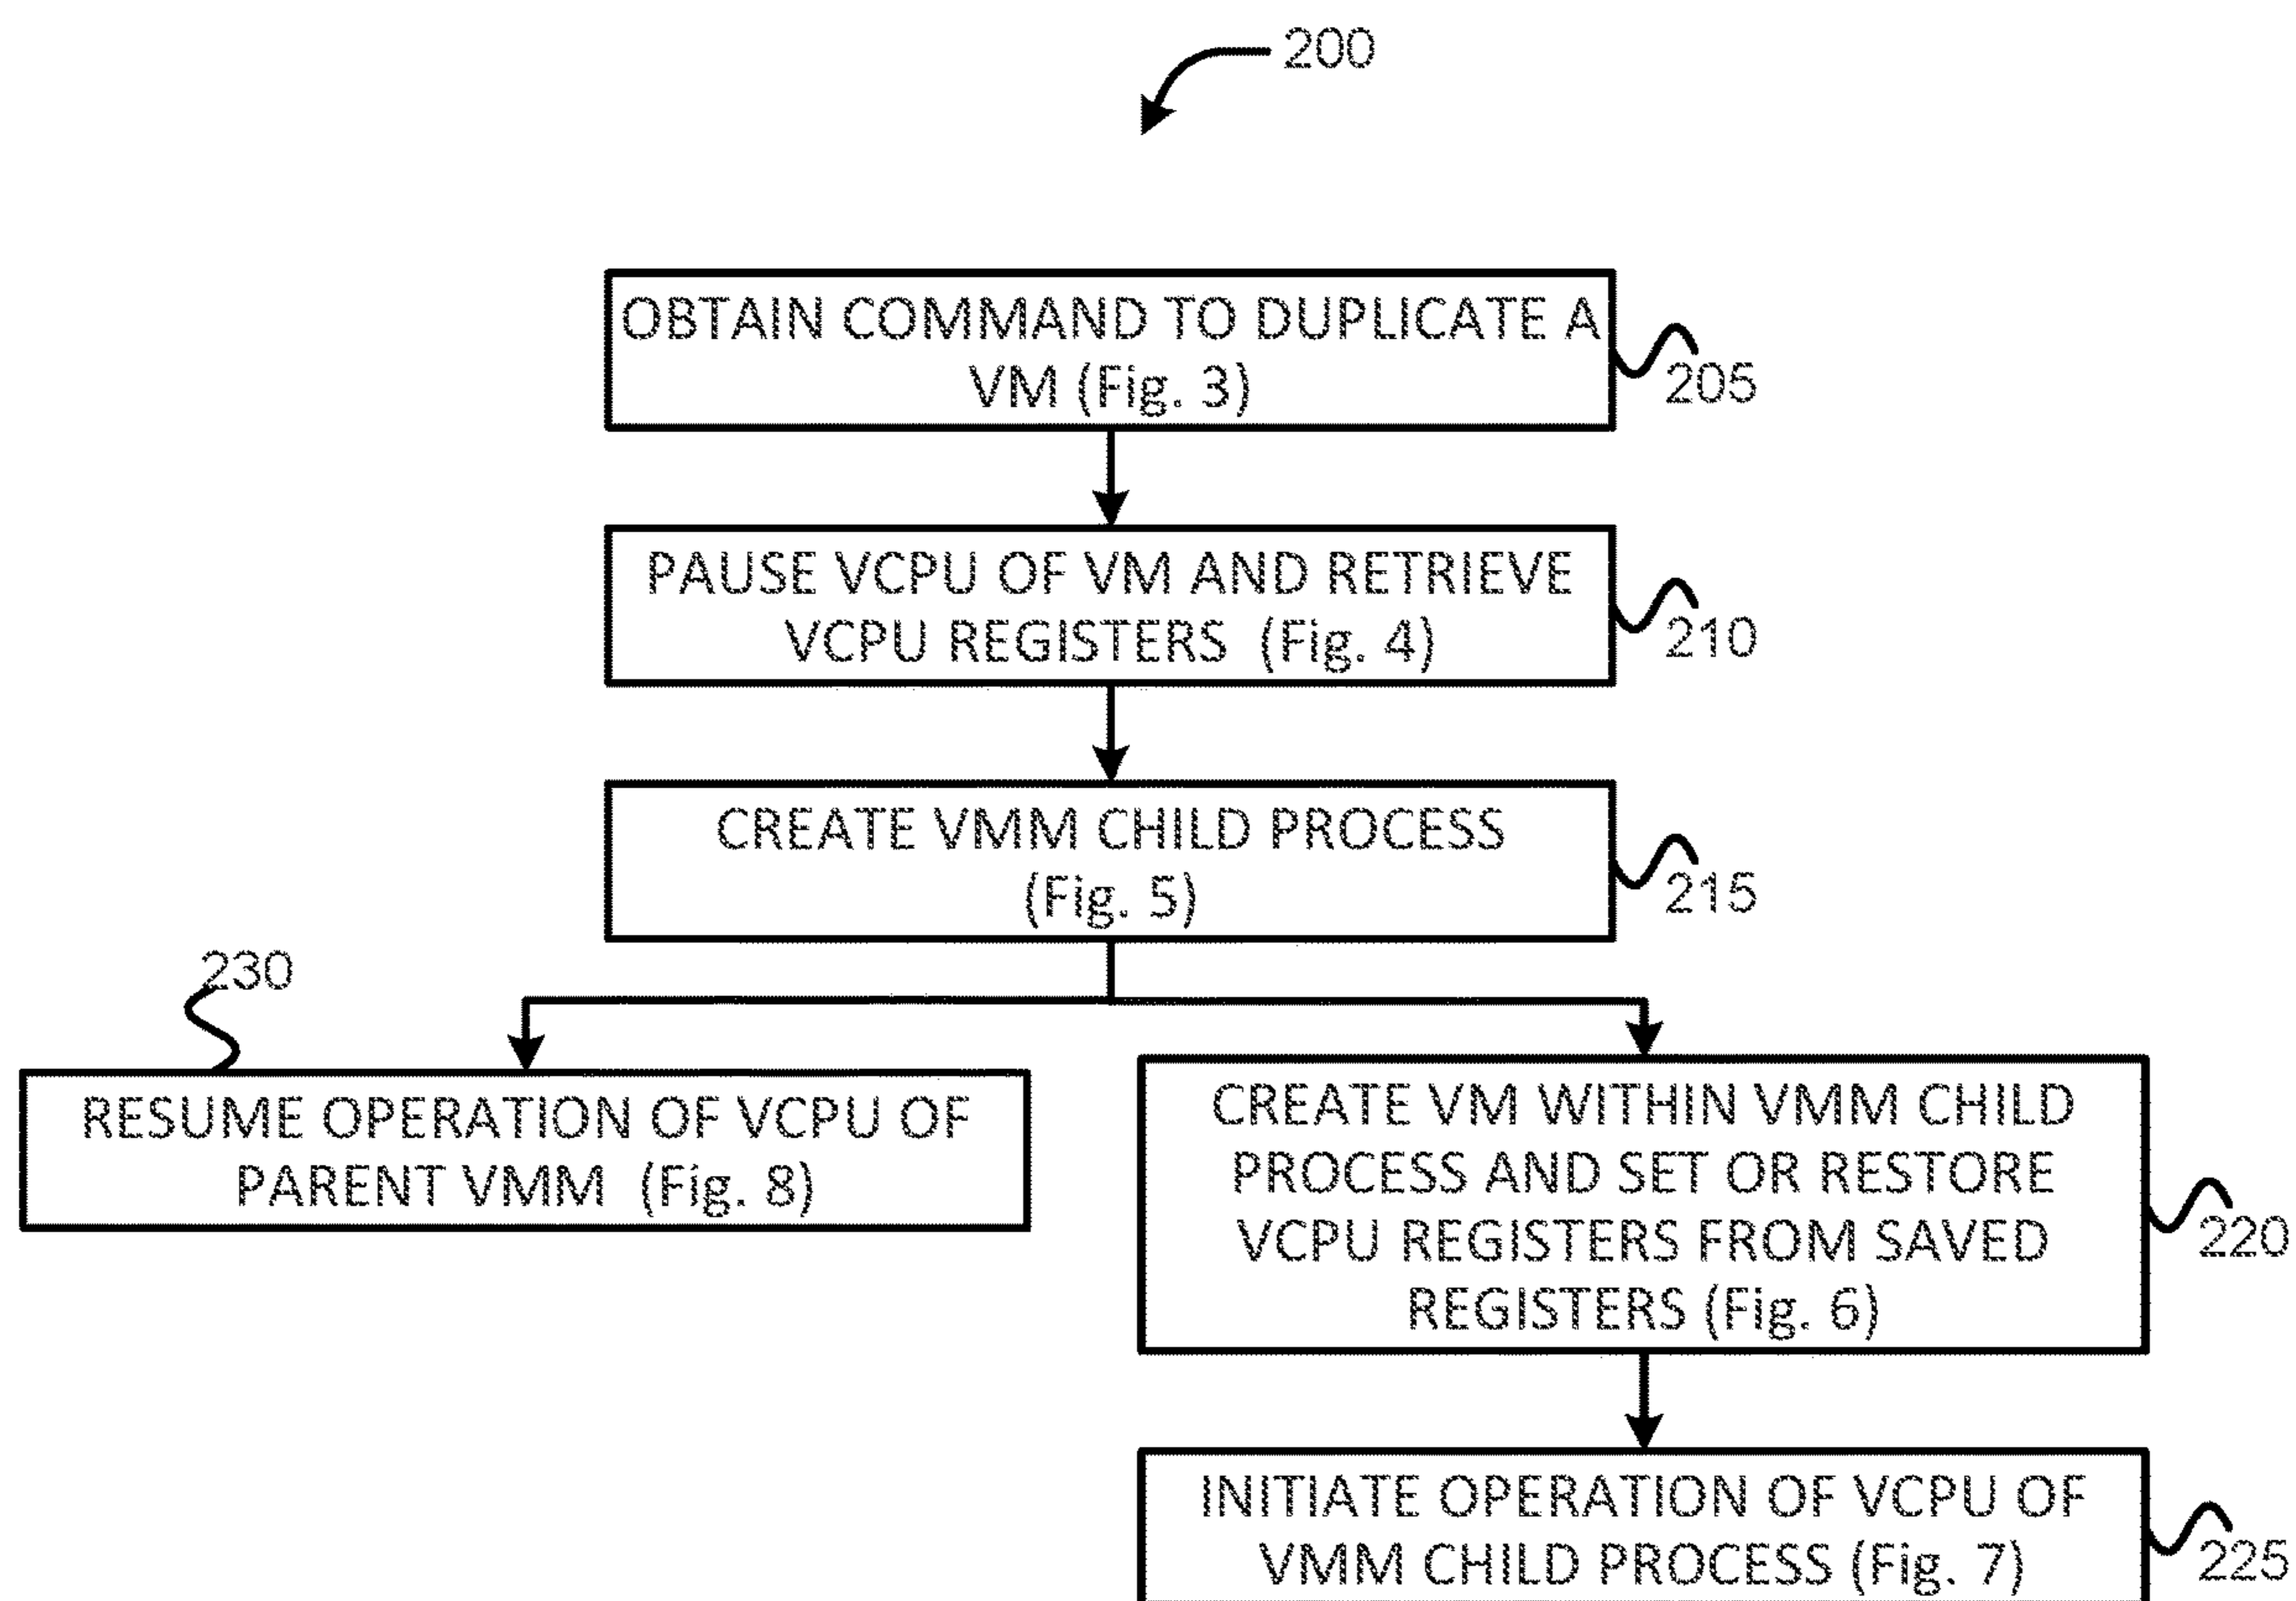 200
OBTAIN COMMAND TO DUPLICATE A
VM (Fig. 3)
205
PAUSE VCPU OF VM AND RETRIEVE
VCPU REGISTERS (Fig. 4)
210
CREATE VMM CHILD PROCESS
(Fig. 5)
215
230
RESUME OPERATION OF VCPU OF
PARENT VMM (Fig. 8)
CREATE VM WITHIN VMM CHILD
PROCESS AND SET OR RESTORE
VCPU REGISTERS FROM SAVED
REGISTERS (Fig. 6)
220
INITIATE OPERATION OF VCPU OF
VMM CHILD PROCESS (Fig. 7)
225